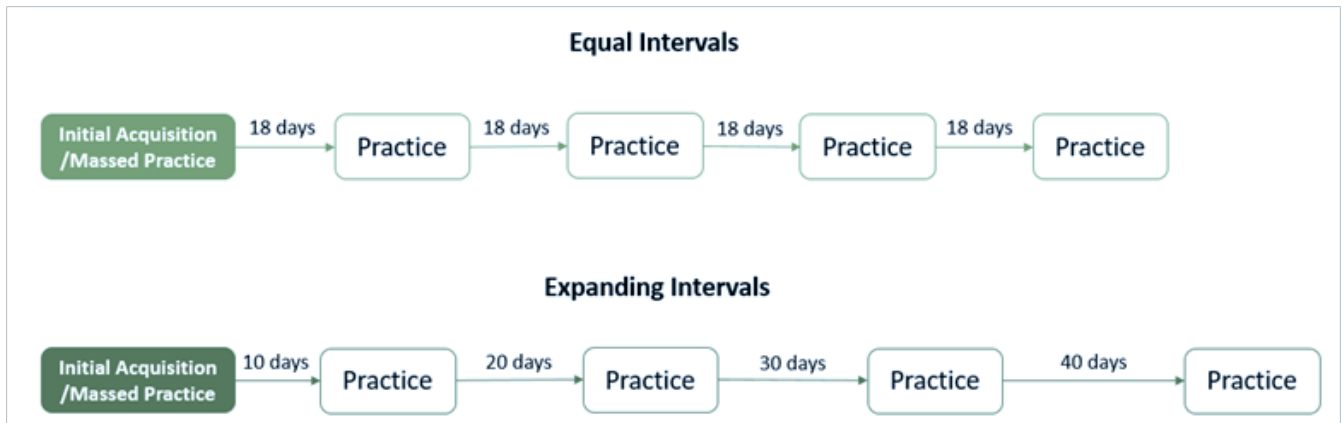 Equal Intervals
Initial Acquisition
/Massed Practice
18 days
Practice
18 days
Practice
18 days
Practice
18 days
Practice
Expanding Intervals
Initial Acquisition
/Massed Practice
10 days
Practice
20 days
Practice
30 days
Practice
40 days
Practice